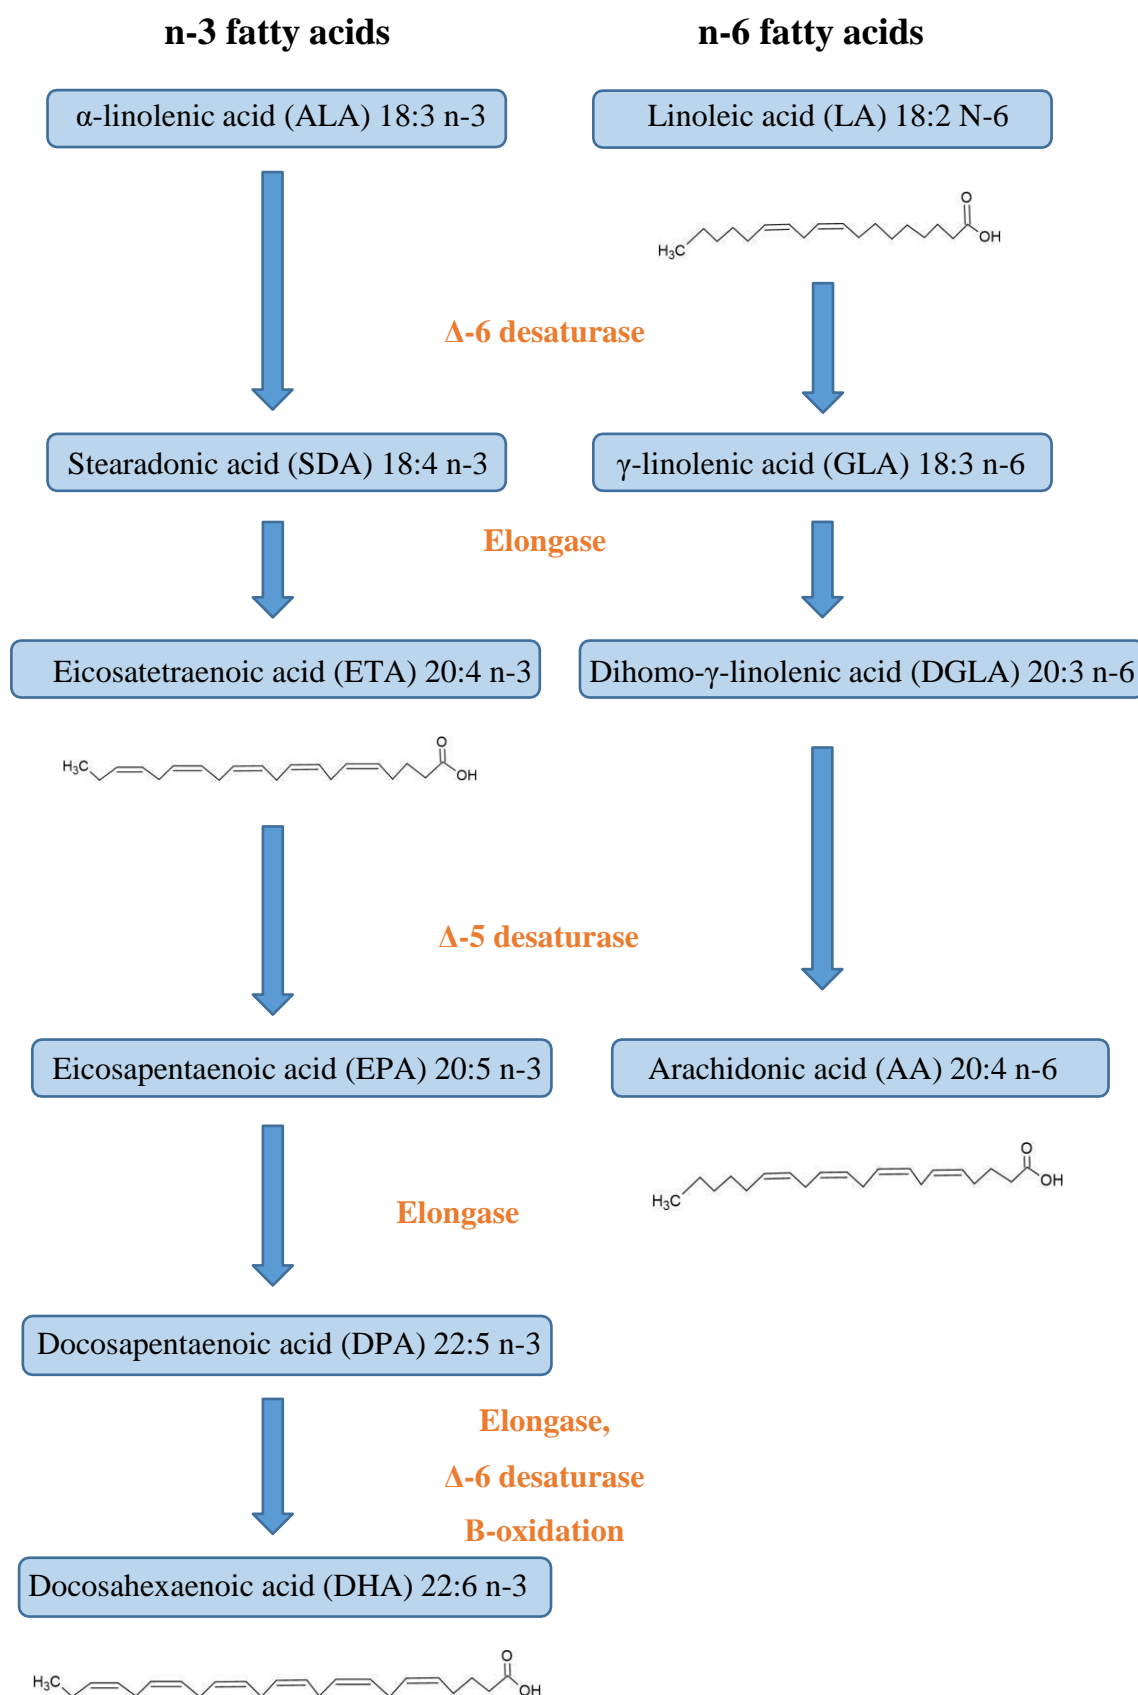 n-3 fatty acids
n-6 fatty acids
α-linolenic acid (ALA) 18:3 n-3
Linoleic acid (LA) 18:2 N-6
O
OH
H₃C
Δ-6 desaturase
Stearadonic acid (SDA) 18:4 n-3
γ-linolenic acid (GLA) 18:3 n-6
Elongase
Eicosatetraenoic acid (ETA) 20:4 n-3
Dihomo-γ-linolenic acid (DGLA) 20:3 n-6
O
H₃C
OH
Δ-5 desaturase
Eicosapentaenoic acid (EPA) 20:5 n-3
Arachidonic acid (AA) 20:4 n-6
O
OH
H₃C
Elongase
Docosapentaenoic acid (DPA) 22:5 n-3
Elongase,
Δ-6 desaturase
B-oxidation
Docosahexaenoic acid (DHA) 22:6 n-3
O
H₃C
OH